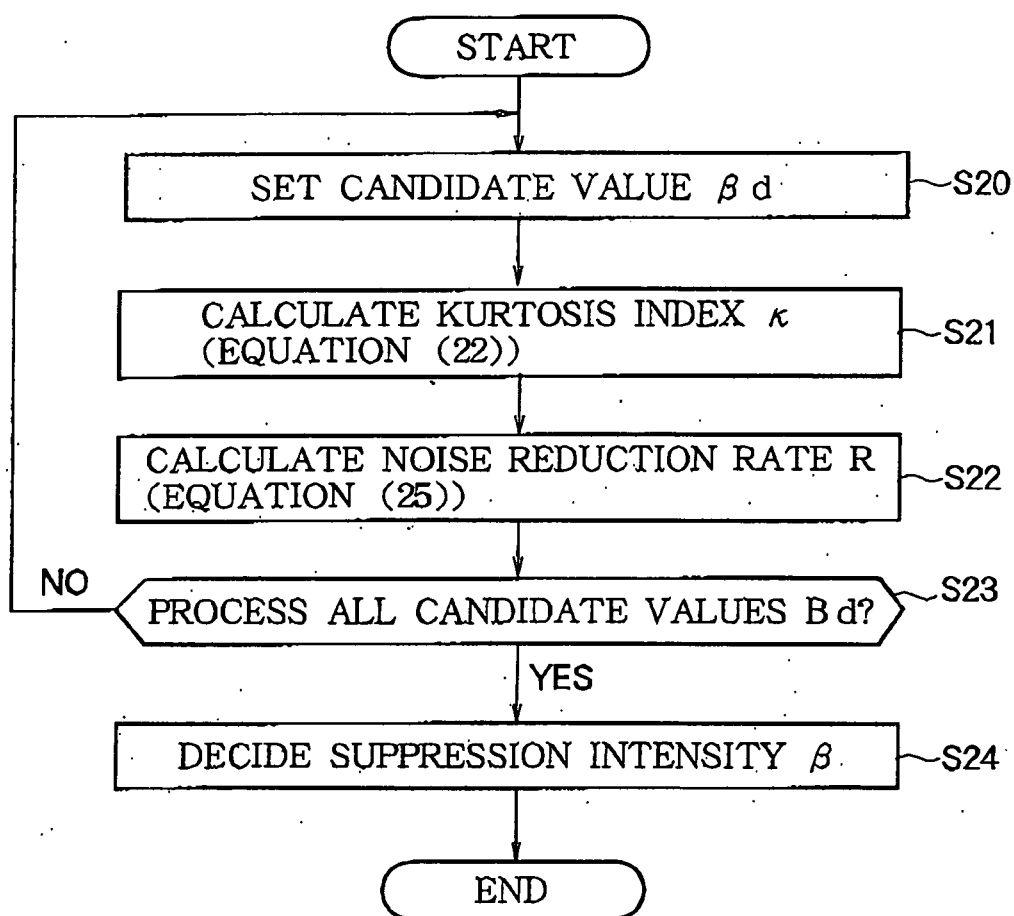 START
SET CANDIDATE VALUE β d
S20
CALCULATE KURTOSIS INDEX κ
(EQUATION (22))
S21
CALCULATE NOISE REDUCTION RATE R
(EQUATION (25))
S22
NO
PROCESS ALL CANDIDATE VALUES B d?
S23
YES
DECIDE SUPPRESSION INTENSITY β
S24
END